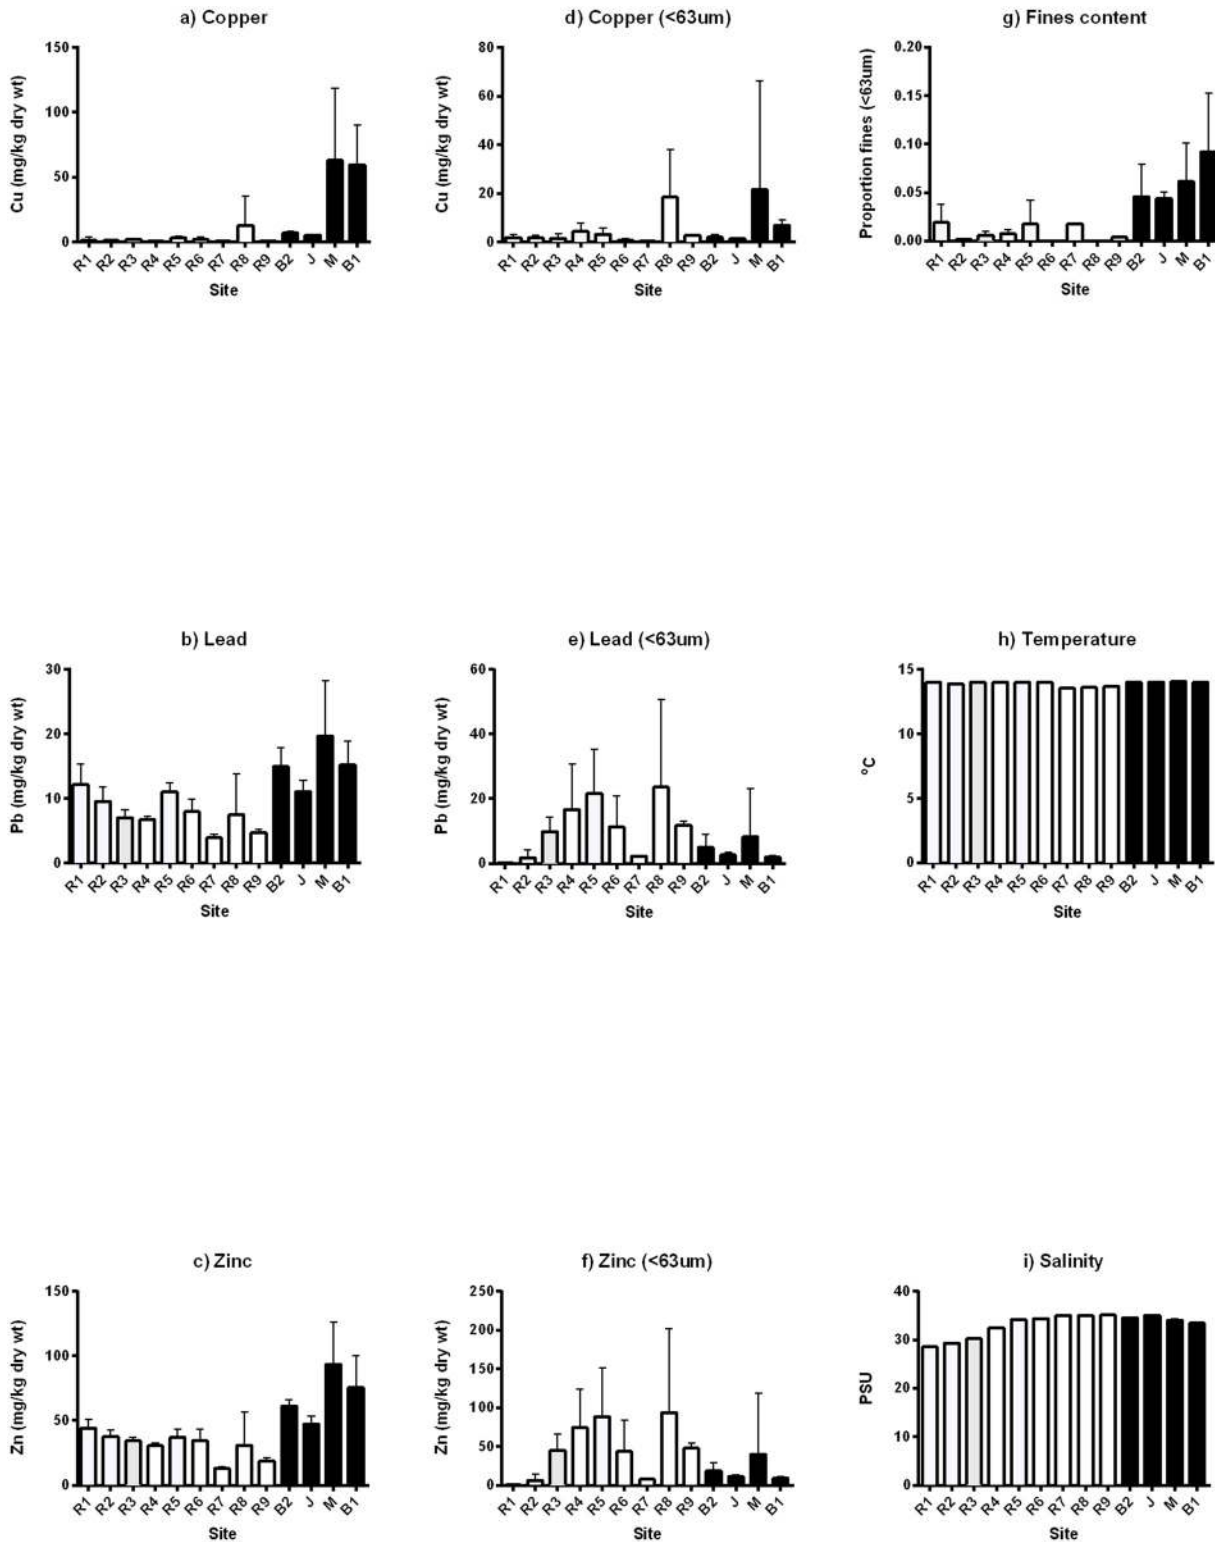 a) Copper
Cu (mg/kg dry wt)
150
100
50
0
R1 R2 R3 R4 R5 R6 R7 R8 R9 B2 J M B1
Site
d) Copper (<63um)
Cu (mg/kg dry wt)
80
60
40
20
0
R1 R2 R3 R4 R5 R6 R7 R8 R9 B2 J M B1
Site
g) Fines content
Proportion fines (<63um)
0.20
0.15
0.10
0.05
0.00
R1 R2 R3 R4 R5 R6 R7 R8 R9 B2 J M B1
Site
b) Lead
Pb (mg/kg dry wt)
30
20
10
0
R1 R2 R3 R4 R5 R6 R7 R8 R9 B2 J M B1
Site
e) Lead (<63um)
Pb (mg/kg dry wt)
60
40
20
0
R1 R2 R3 R4 R5 R6 R7 R8 R9 B2 J M B1
Site
h) Temperature
°C
15
10
5
0
R1 R2 R3 R4 R5 R6 R7 R8 R9 B2 J M B1
Site
c) Zinc
Zn (mg/kg dry wt)
150
100
50
0
R1 R2 R3 R4 R5 R6 R7 R8 R9 B2 J M B1
Site
f) Zinc (<63um)
Zn (mg/kg dry wt)
250
200
150
100
50
0
R1 R2 R3 R4 R5 R6 R7 R8 R9 B2 J M B1
Site
i) Salinity
PSU
40
30
20
10
0
R1 R2 R3 R4 R5 R6 R7 R8 R9 B2 J M B1
Site